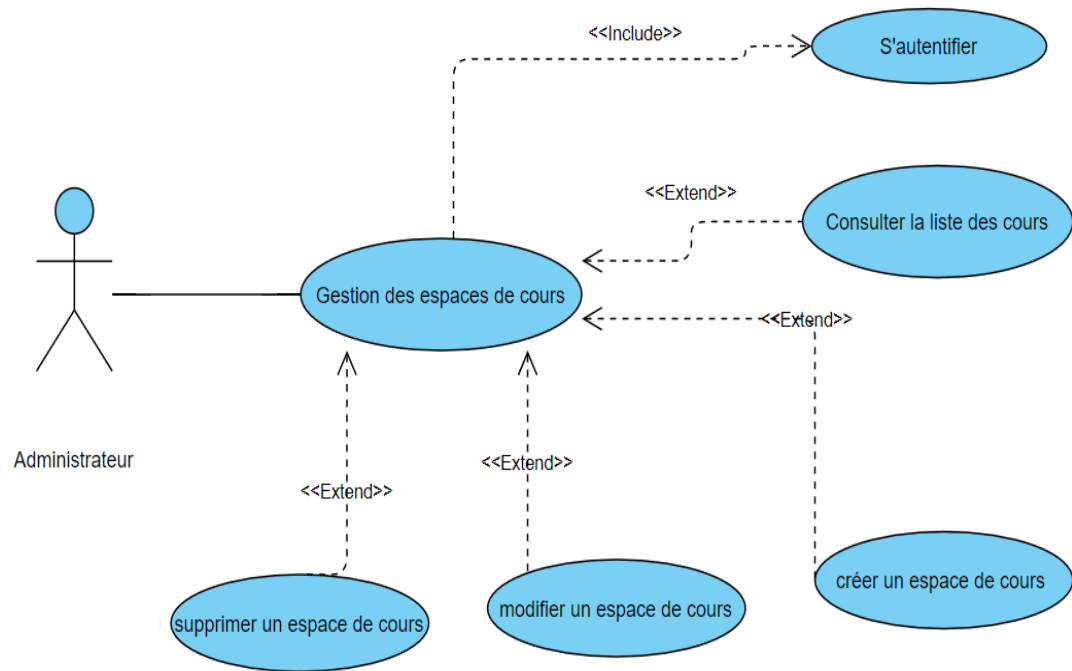 <<Include>>
S'autentifier
<<Extend>>
Consulter la liste des cours
Gestion des espaces de cours
<<Extend>>
Administrateur
<<Extend>>
<<Extend>>
créer un espace de cours
modifier un espace de cours
supprimer un espace de cours